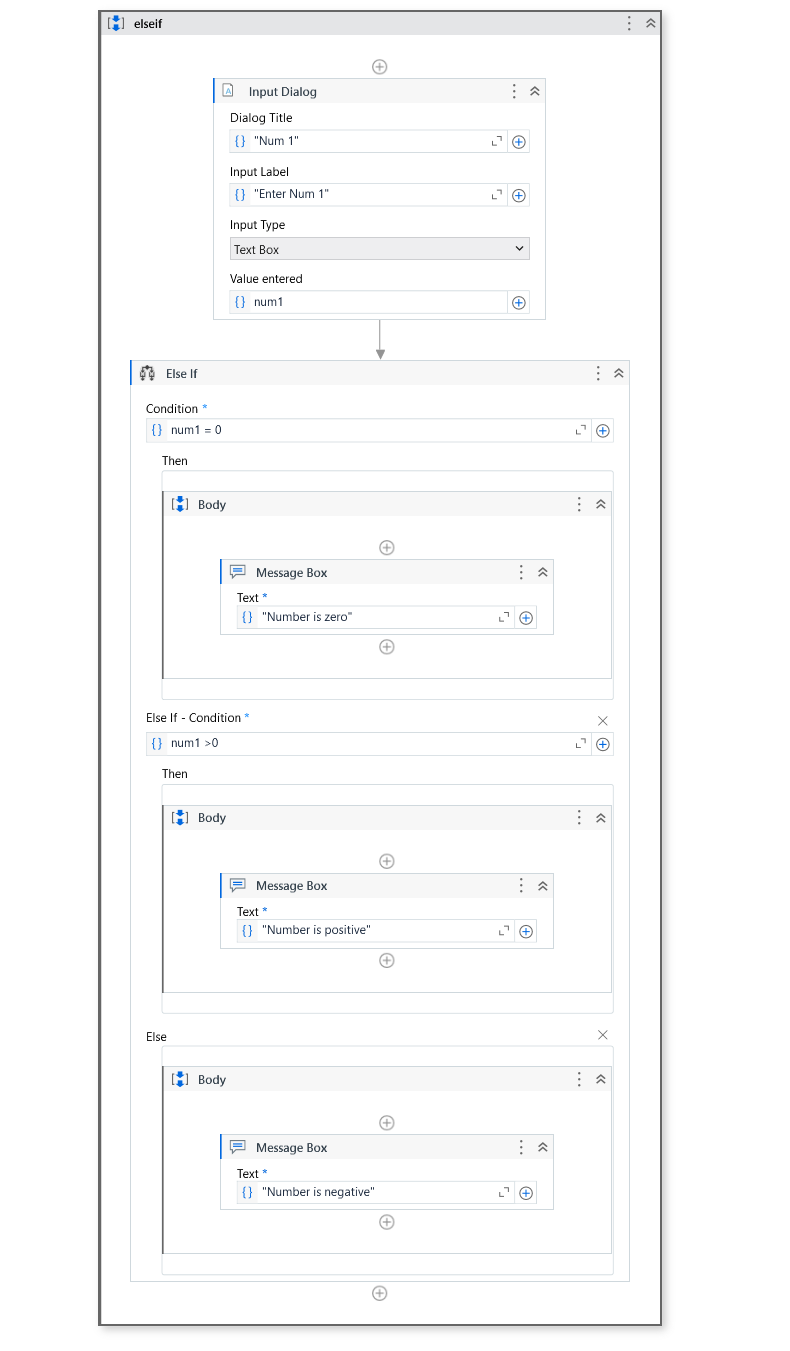 elseif
Input Dialog
Dialog Title
{} "Num 1"
Input Label
{} "Enter Num 1"
Input Type
Text Box
Value entered
{} num1
Else If
Condition *
{} num1 = 0
Then
Body
Message Box
Text *
{} "Number is zero"
Else If - Condition *
{} num1 >0
Then
Body
Message Box
Text *
{} "Number is positive"
Else
Body
Message Box
Text *
{} "Number is negative"